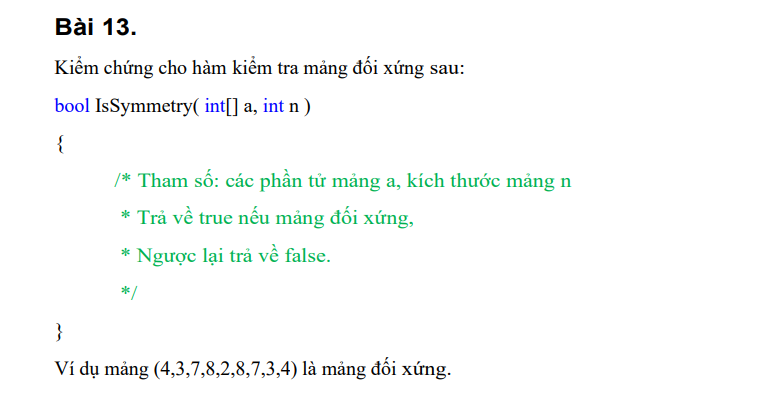 Bài 13.
Kiểm chứng cho hàm kiểm tra mảng đối xứng sau:
bool IsSymmetry( int[] a, int n )
{
/* Tham số: các phần tử mảng a, kích thước mảng n
* Trả về true nếu mảng đối xứng,
* Ngược lại trả về false.
*/
}
Ví dụ mảng (4,3,7,8,2,8,7,3,4) là mảng đối xứng.